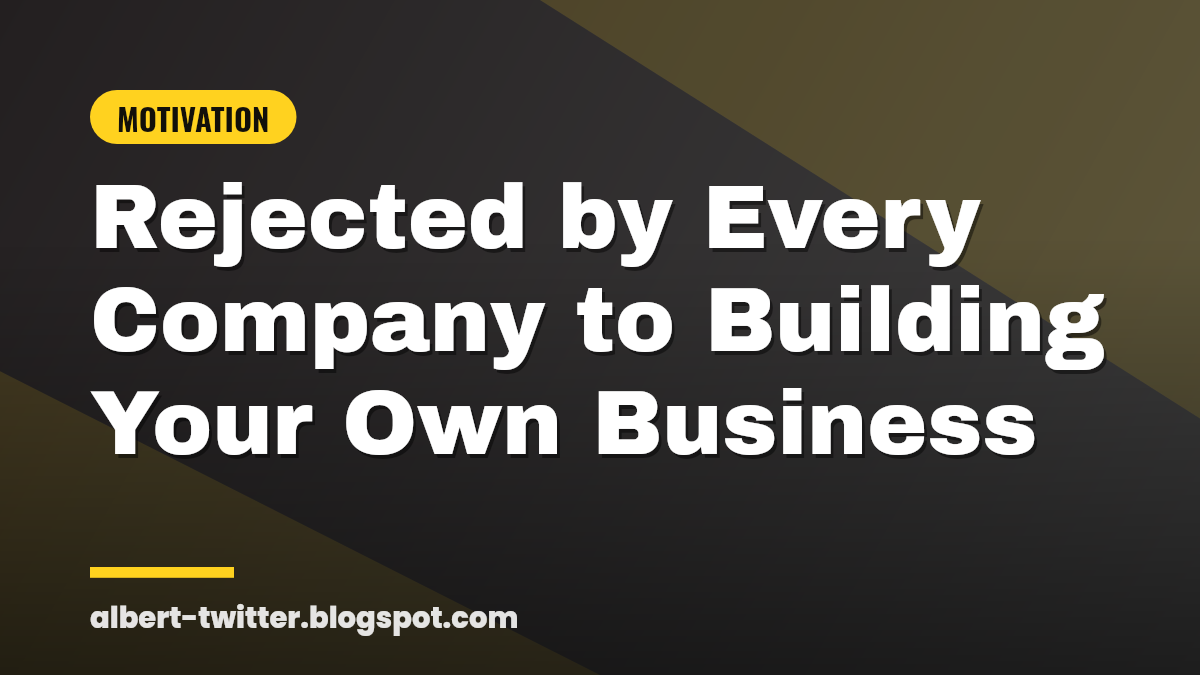 MOTIVATION
Rejected by Every
Company to Building
Your Own Business
albert-twitter.blogspot.com